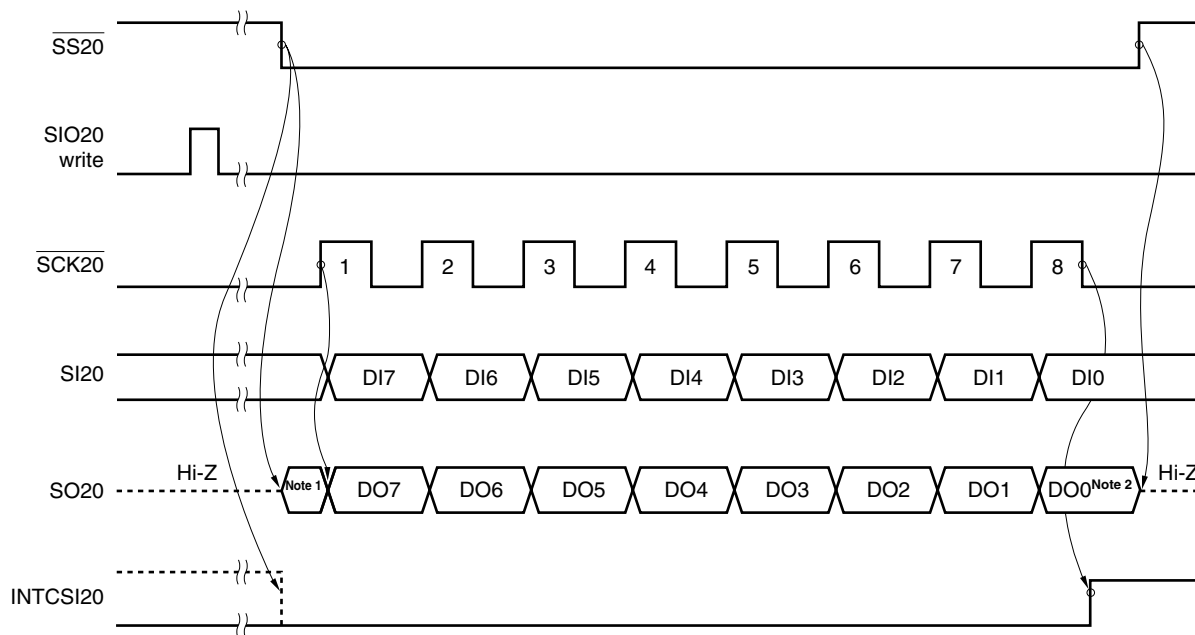 SS20
SIO20
write
SCK20
1 2 3 4 5 6 7 8
SI20
DI7 DI6 DI5 DI4 DI3 DI2 DI1 DI0
Hi-Z Hi-Z
SO20
Note 1 DO7 DO6 DO5 DO4 DO3 DO2 DO1 DO0 Note 2
INTCSI20